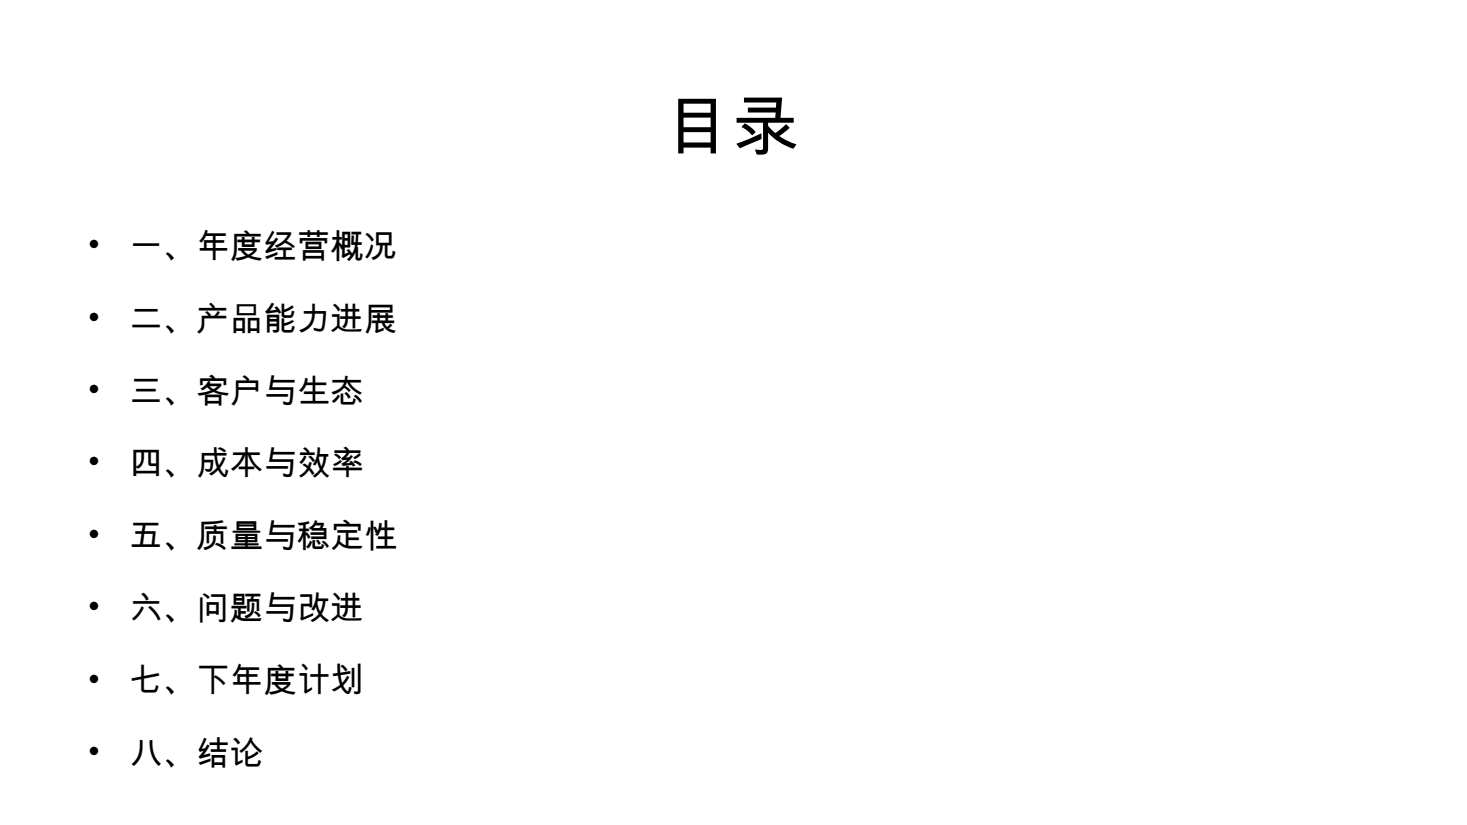 目录
• 一、年度经营概况
• 二、产品能力进展
• 三、客户与生态
• 四、成本与效率
• 五、质量与稳定性
• 六、问题与改进
• 七、下年度计划
• 八、结论